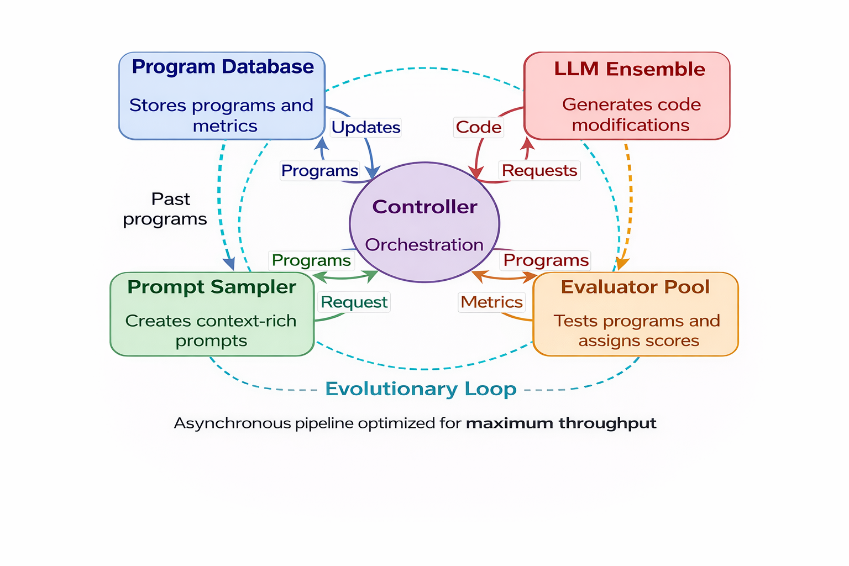 Program Database
Stores programs and
metrics
LLM Ensemble
Generates code
modifications
Updates
Programs
Code
Requests
Past
programs
Controller
Orchestration
Programs
Request
Programs
Metrics
Prompt Sampler
Creates context-rich
prompts
Evaluator Pool
Tests programs and
assigns scores
Evolutionary Loop
Asynchronous pipeline optimized for maximum throughput